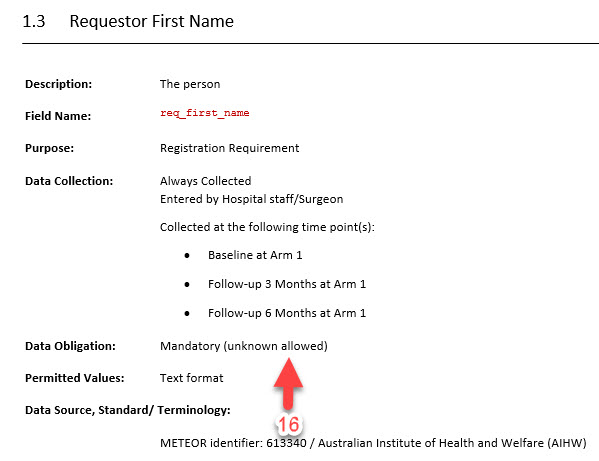 1.3 Requestor First Name
Description: The person
Field Name: req_first_name
Purpose: Registration Requirement
Data Collection: Always Collected
Entered by Hospital staff/Surgeon
Collected at the following time point(s):
• Baseline at Arm 1
• Follow-up 3 Months at Arm 1
• Follow-up 6 Months at Arm 1
Data Obligation: Mandatory (unknown allowed)
Permitted Values: Text format
16
Data Source, Standard/ Terminology:
METEOR identifier: 613340 / Australian Institute of Health and Welfare (AIHW)